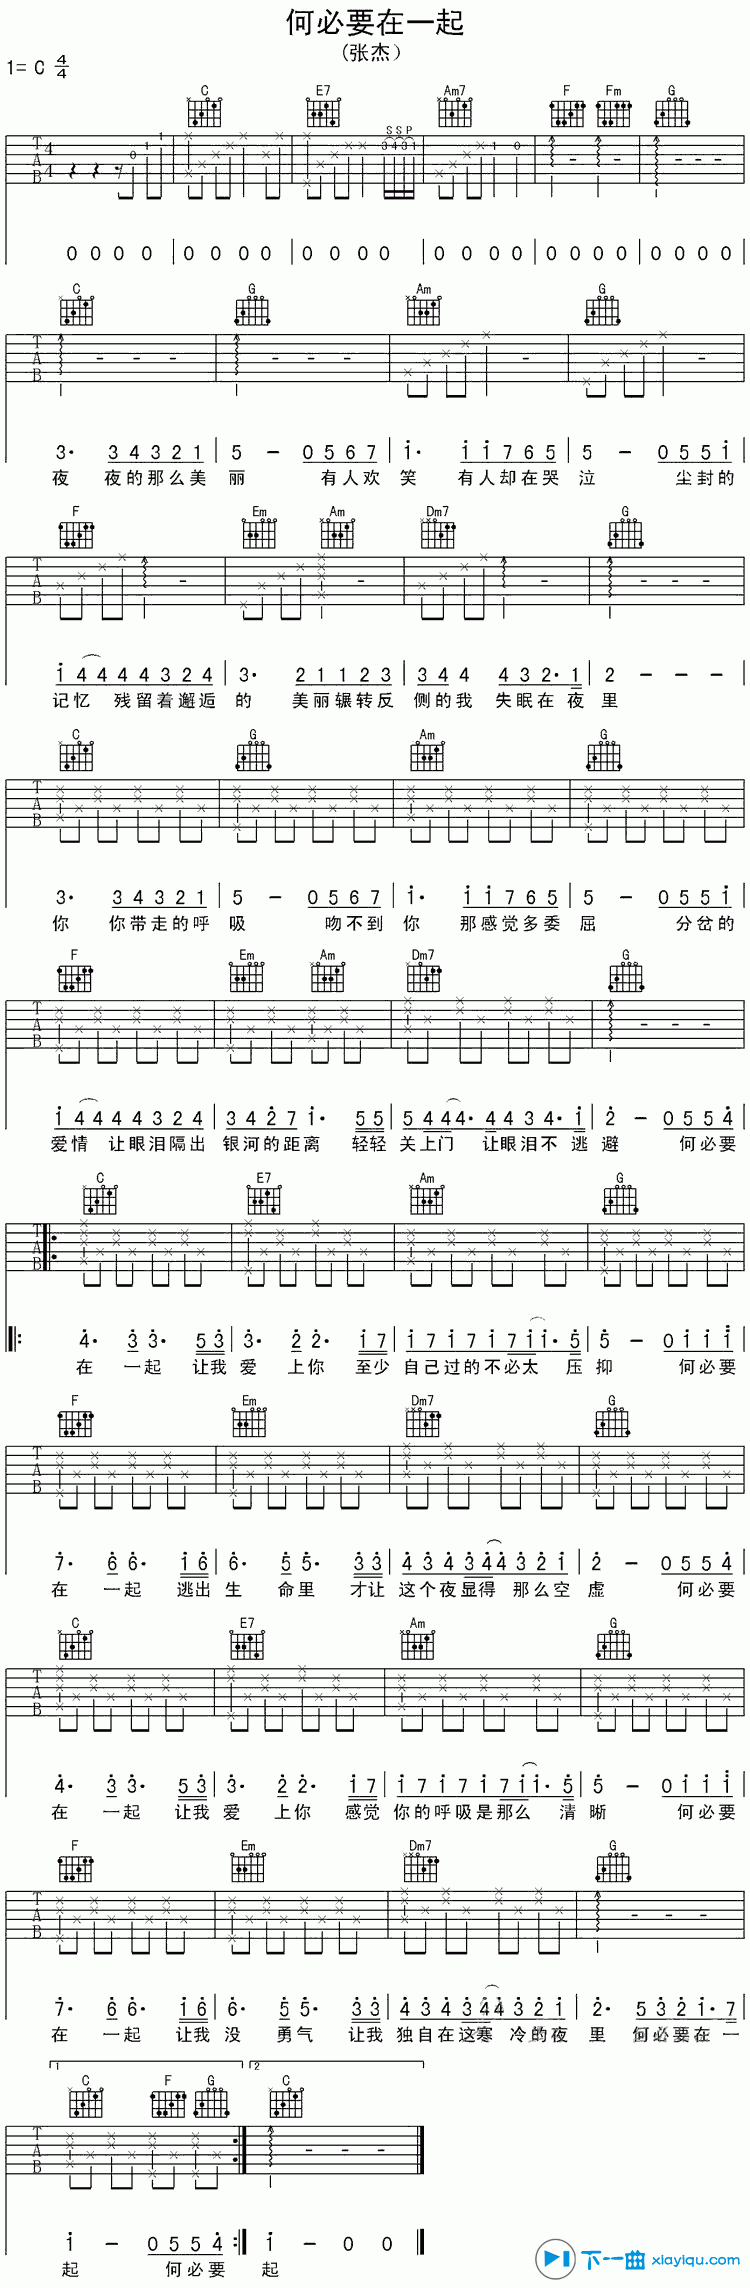 何必要在一起
(张杰)
1= C 4/4
C E7 Am7 F Fm G
S S P
T A B 4/4 0 1 1 3 4 3 1 1 0
0 0 0 0 | 0 0 0 0 | 0 0 0 0 | 0 0 0 0 | 0 0 0 0 | 0 0 0 0
C G Am G
T A B
3· 3 4 3 2 1 | 5 - 0 5 6 7 | i· i i 7 6 5 | 5 - 0 5 5 i
夜 夜的那么美 丽 有人欢 笑 有人却在哭 泣 尘封的
F Em Am Dm7 G
T A B
i 4 4 4 4 3 2 4 | 3· 2 1 1 2 3 | 3 4 4 4 3 2· 1 | 2 - - -
记忆 残留着邂逅 的 美丽辗转反 侧的我 失眠在夜 里
C G Am G
T A B
3· 3 4 3 2 1 | 5 - 0 5 6 7 | i· i i 7 6 5 | 5 - 0 5 5 i
你 你带走的呼 吸 吻不到 你 那感觉多委 屈 分岔的
F Em Am Dm7 G
T A B
i 4 4 4 4 3 2 4 | 3 4 2 7 1· 5 5 | 5 4 4 4· 4 4 3 4· i | 2 - 0 5 5 4
爱情 让眼泪隔出 银河的距离 轻轻 关上门 让眼泪不 逃 避 何必要
C E7 Am G
T A B
4· 3 3· 5 3 | 3· 2 2· i 7 | i 7 i 7 i 7 i i· 5 | 5 - 0 i i i
在 一起 让我 爱 上你 至少 自己过的不必太 压 抑 何必要
F Em Dm7 G
T A B
7· 6 6· i 6 | 6· 5 5· 3 3 | 4 3 4 3 4 4 3 2 1 | 2 - 0 5 5 4
在 一起 逃出 生 命里 才让 这个夜显得 那么空 虚 何必要
C E7 Am G
T A B
4· 3 3· 5 3 | 3· 2 2· i 7 | i 7 i 7 i 7 i i· 5 | 5 - 0 i i i
在 一起 让我 爱 上你 感觉 你的呼吸是那么 清 晰 何必要
F Em Dm7 G
T A B
7· 6 6· i 6 | 6· 5 5· 3 3 | 4 3 4 3 4 4 3 2 1 | 2· 5 3 2 1· 7
在 一起 让我 没 勇气 让我 独自在这寒 冷的夜 里 何必要在一
1 2
C F G C
T A B
i - 0 5 5 4 :| i - 0 0
起 何必要 起
下一曲 xiayiqu.com